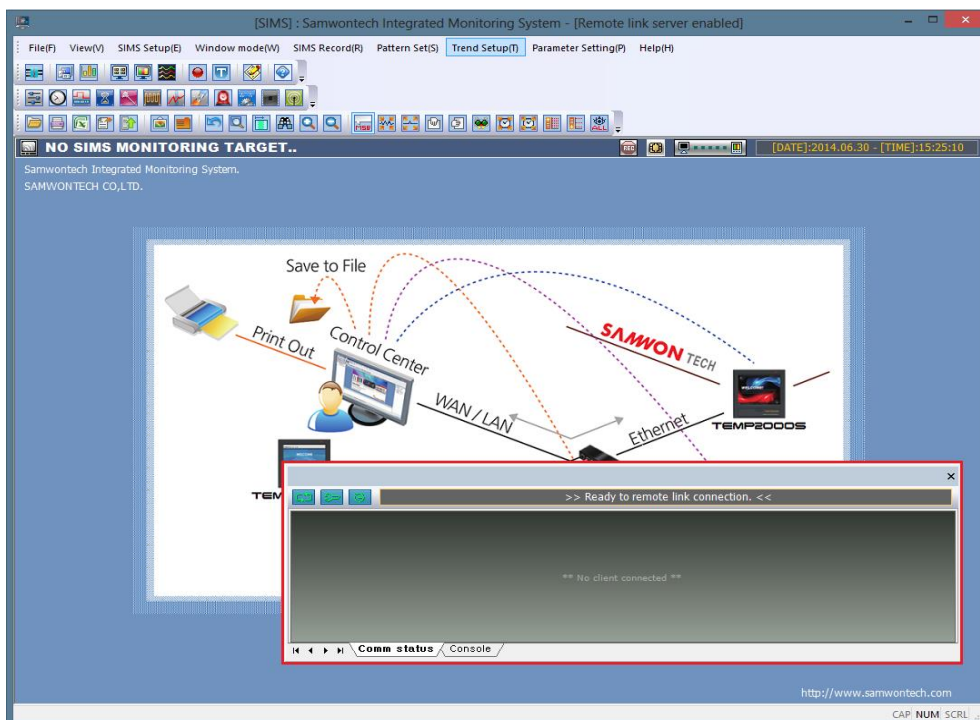 [SIMS] : Samwontech Integrated Monitoring System - [Remote link server enabled]
File(F) View(V) SIMS Setup(E) Window mode(W) SIMS Record(R) Pattern Set(S) Trend Setup(T) Parameter Setting(P) Help(H)
NO SIMS MONITORING TARGET..
REC
[DATE]:2014.06.30 - [TIME]:15:25:10
Samwontech Integrated Monitoring System.
SAMWONTECH CO,LTD.
Save to File
Print Out
Control Center
SAMWON TECH
WAN / LAN
Ethernet
TEMP2000S
TEM
>> Ready to remote link connection. <<
** No client connected **
Comm status
Console
http://www.samwontech.com
CAP NUM SCRL